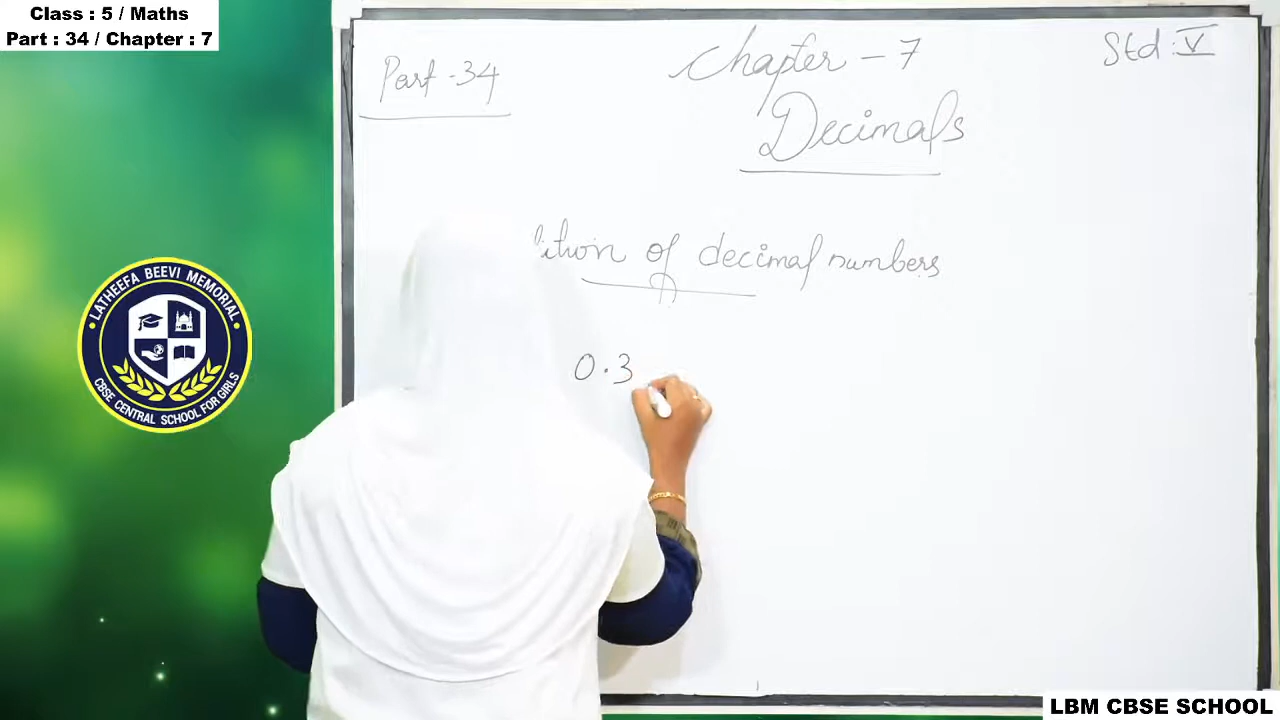 Class : 5 / Maths
Part : 34 / Chapter : 7
Part - 34
Chapter - 7
Std : V
Decimals
of decimal numbers
0.3
LATHEEFA BEEVI MEMORIAL
CBSE CENTRAL SCHOOL FOR GIRLS
LBM CBSE SCHOOL